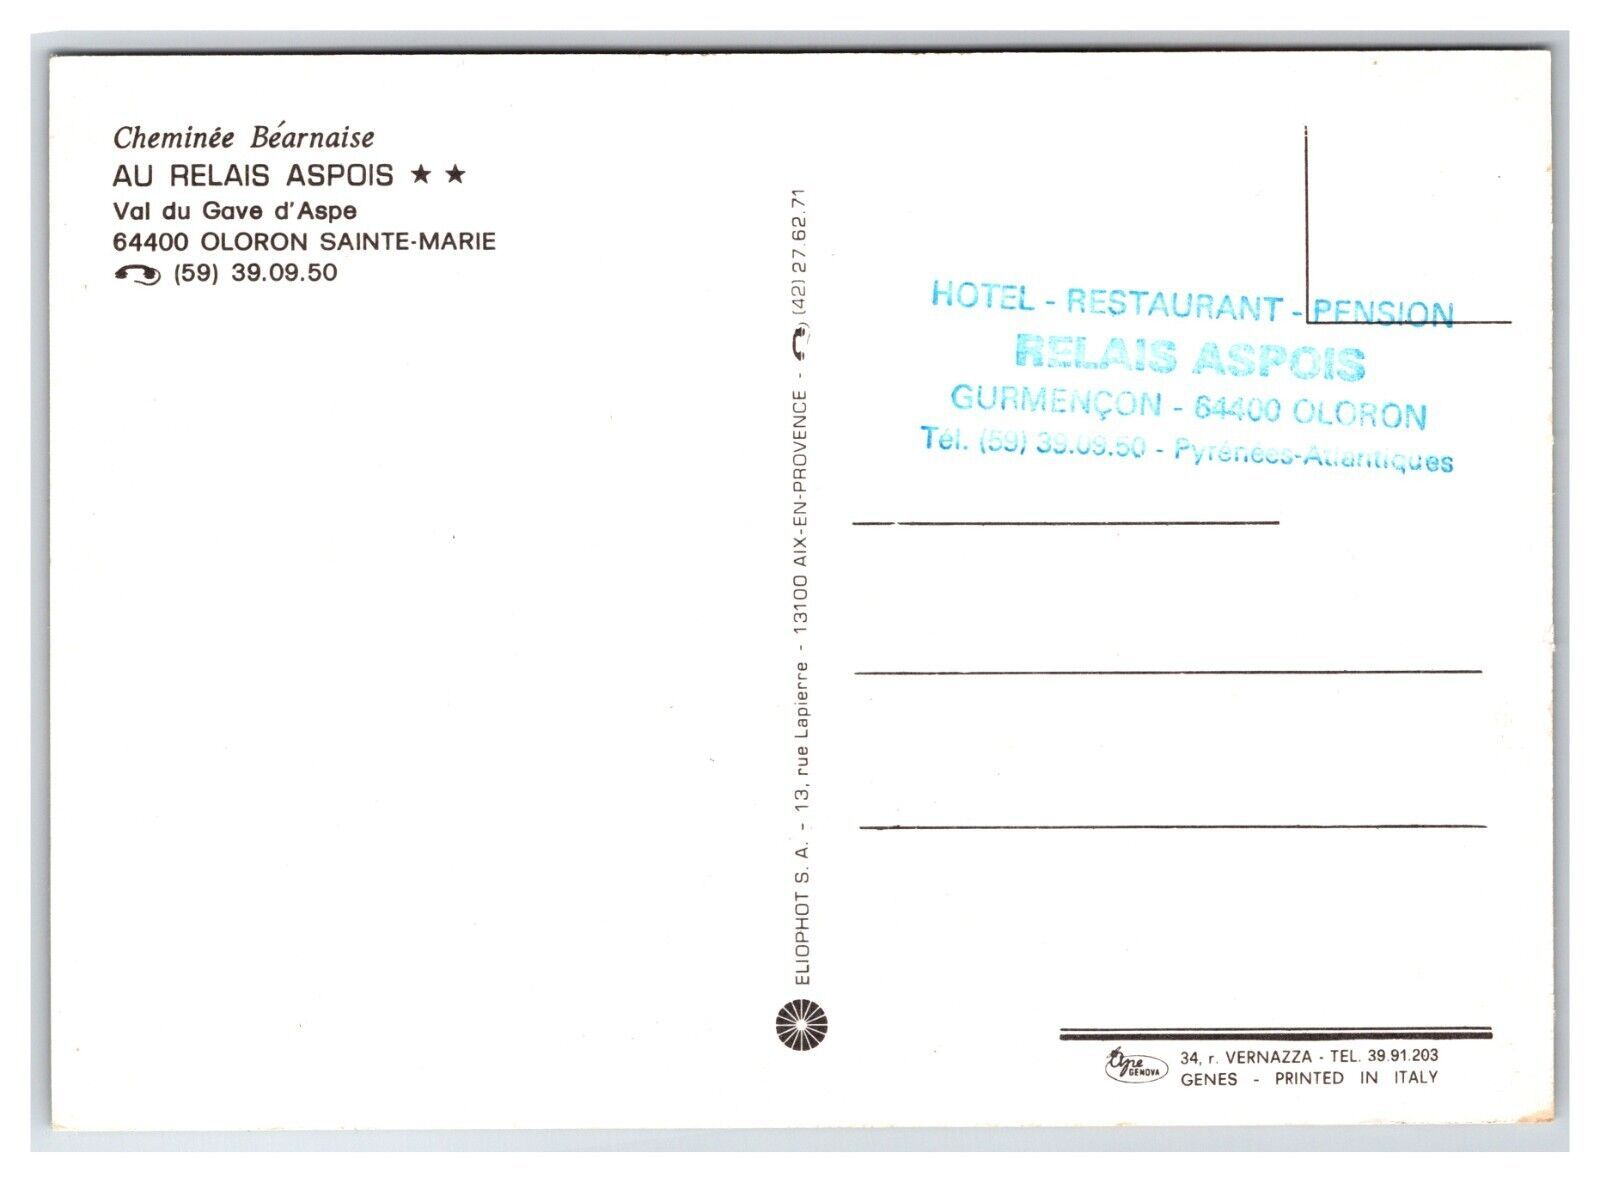 Cheminée Béarnaise
AU RELAIS ASPOIS ★ ★
Val du Gave d'Aspe
64400 OLORON SAINTE-MARIE
(59) 39.09.50
ELIOPHOT S. A. - 13, rue Lapierre - 13100 AIX-EN-PROVENCE - (42) 27.62.71
HOTEL - RESTAURANT - PENSION
RELAIS ASPOIS
GURMENÇON - 64400 OLORON
Tél. (59) 39.09.50 - Pyrénées-Atlantiques
GENOVA
34, r. VERNAZZA - TEL. 39.91.203
GENES - PRINTED IN ITALY